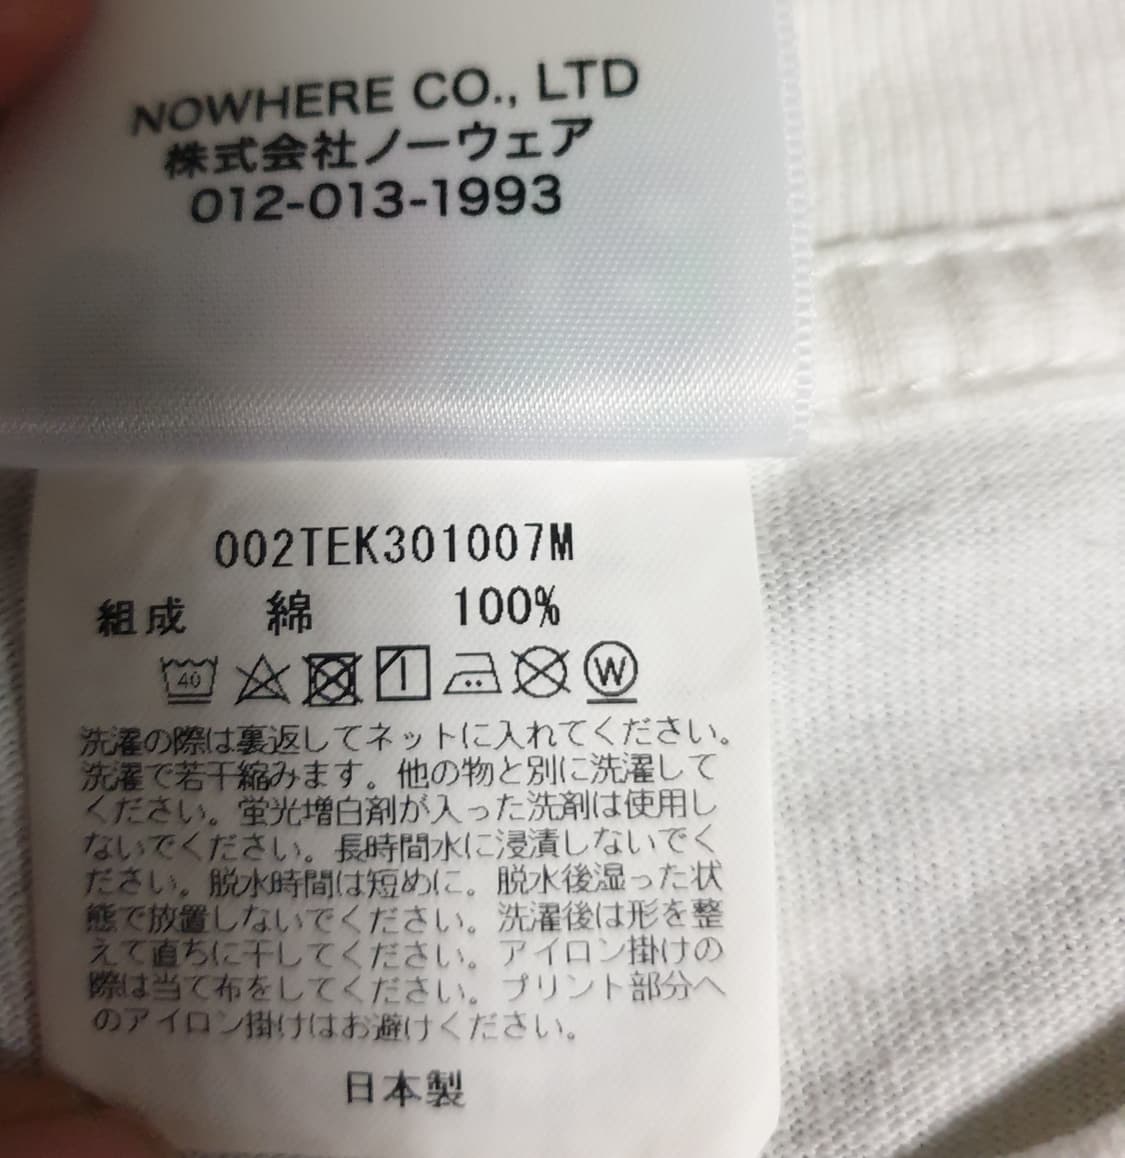 NOWHERE CO., LTD
株式会社ノーウェア
012-013-1993
002TEK301007M
組成 綿 100%
40 W
洗濯の際は裏返してネットに入れてください。
洗濯で若干縮みます。他の物と別に洗濯して
ください。蛍光増白剤が入った洗剤は使用し
ないでください。長時間水に浸漬しないでく
ださい。脱水時間は短めに。脱水後湿った状
態で放置しないでください。洗濯後は形を整
えて直ちに干してください。アイロン掛けの
際は当て布をしてください。プリント部分へ
のアイロン掛けはお避けください。
日本製